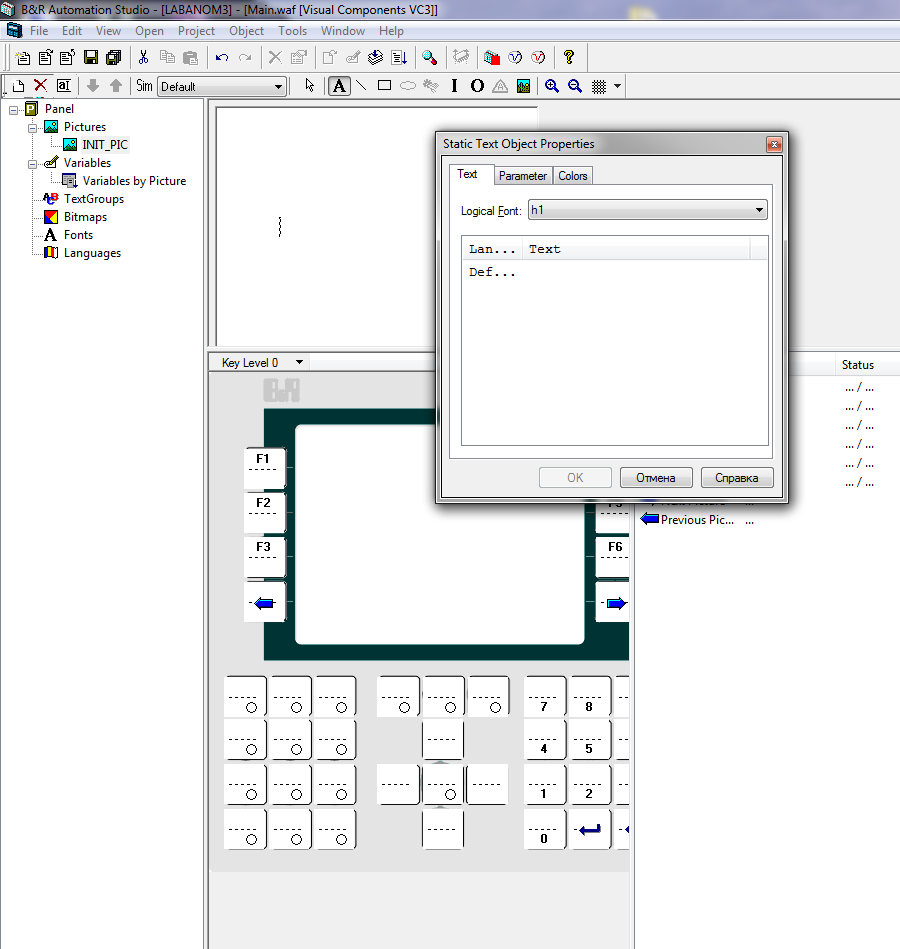 B&R Automation Studio - [LABANOM3] - [Main.waf [Visual Components VC3]]
File Edit View Open Project Object Tools Window Help
Sim Default
Panel
Pictures
INIT_PIC
Variables
Variables by Picture
TextGroups
Bitmaps
Fonts
Languages
Static Text Object Properties
Text Parameter Colors
Logical Font: h1
Lan... Text
Def...
OK Отмена Справка
Key Level 0
Status
... / ...
... / ...
... / ...
... / ...
... / ...
... / ...
...
Previous Pic... ...
B&R
F1
F2
F3
F6
7 8
4 5
1 2
0